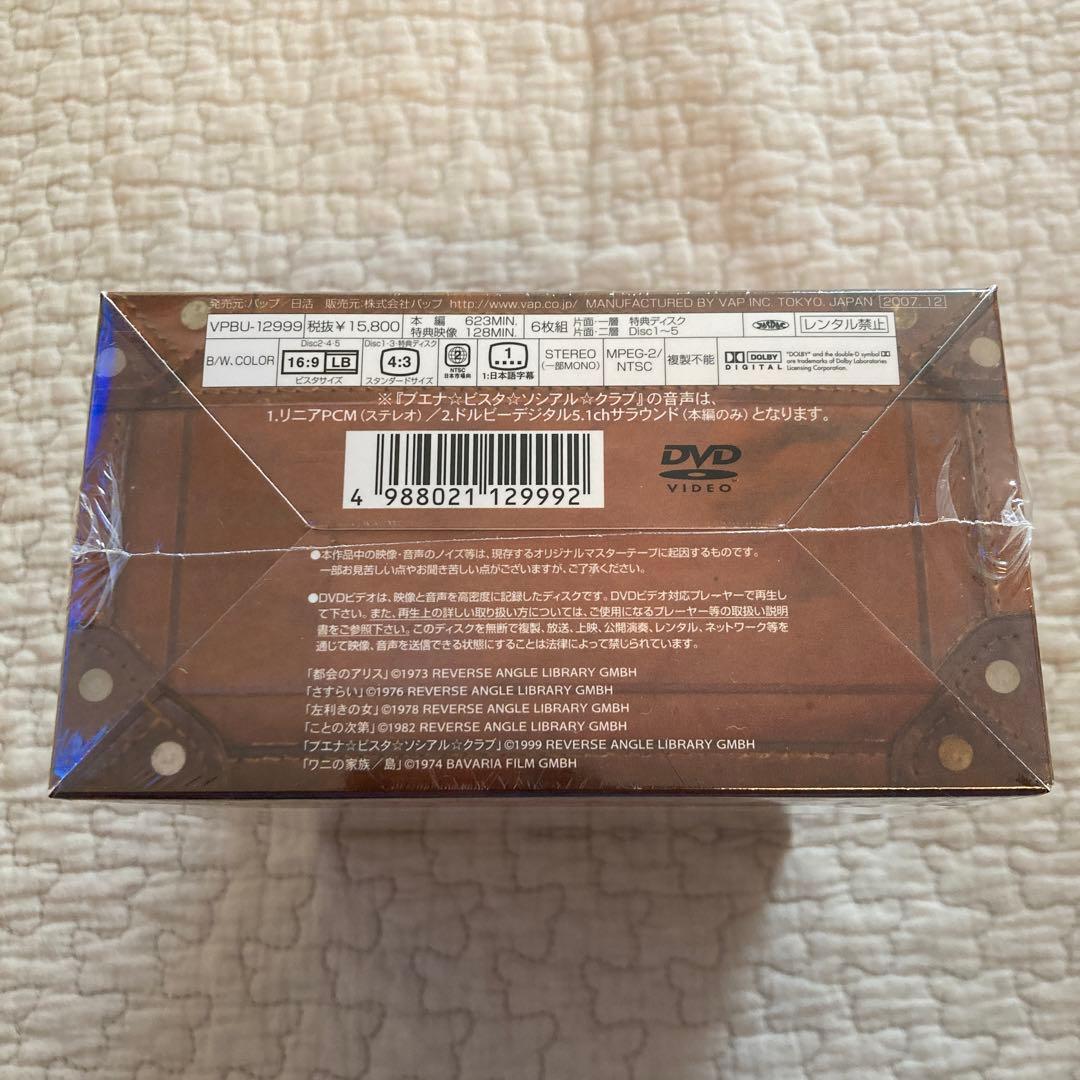 発売元:バップ/日活 販売元:株式会社バップ http://www.vap.co.jp/ MANUFACTURED BY VAP INC. TOKYO. JAPAN 2007.12
VPBU-12999 税抜¥15,800 本編 623MIN. 特典映像 128MIN. 6枚組 片面・一層 特典ディスク 片面・二層 Disc1〜5 レンタル禁止
B/W. COLOR Disc2・4・5 16:9 LB ビスタサイズ Disc1・3・特典ディスク 4:3 スタンダードサイズ 2 NTSC 日本市場向 1 1:日本語字幕 STEREO (一部MONO) MPEG-2/ NTSC 複製不能 DOLBY DIGITAL "DOLBY" and the double-D symbol are trademarks of Dolby Laboratories Licensing Corporation.
※『ブエナ☆ビスタ☆ソシアル☆クラブ』の音声は、
1.リニアPCM(ステレオ)/2.ドルビーデジタル5.1chサラウンド(本編のみ)となります。
4 988021 129992
DVD VIDEO
●本作品中の映像・音声のノイズ等は、現存するオリジナルマスターテープに起因するものです。
一部お見苦しい点やお聞き苦しい点がございますが、ご了承ください。
●DVDビデオは、映像と音声を高密度に記録したディスクです。DVDビデオ対応プレーヤーで再生し
て下さい。また、再生上の詳しい取り扱い方については、ご使用になるプレーヤー等の取扱い説明
書をご参照下さい。このディスクを無断で複製、放送、上映、公開演奏、レンタル、ネットワーク等を
通じて映像、音声を送信できる状態にすることは法律によって禁じられています。
「都会のアリス」©1973 REVERSE ANGLE LIBRARY GMBH
「さすらい」©1976 REVERSE ANGLE LIBRARY GMBH
「左利きの女」©1978 REVERSE ANGLE LIBRARY GMBH
「ことの次第」©1982 REVERSE ANGLE LIBRARY GMBH
「ブエナ☆ビスタ☆ソシアル☆クラブ」©1999 REVERSE ANGLE LIBRARY GMBH
「ワニの家族/島」©1974 BAVARIA FILM GMBH